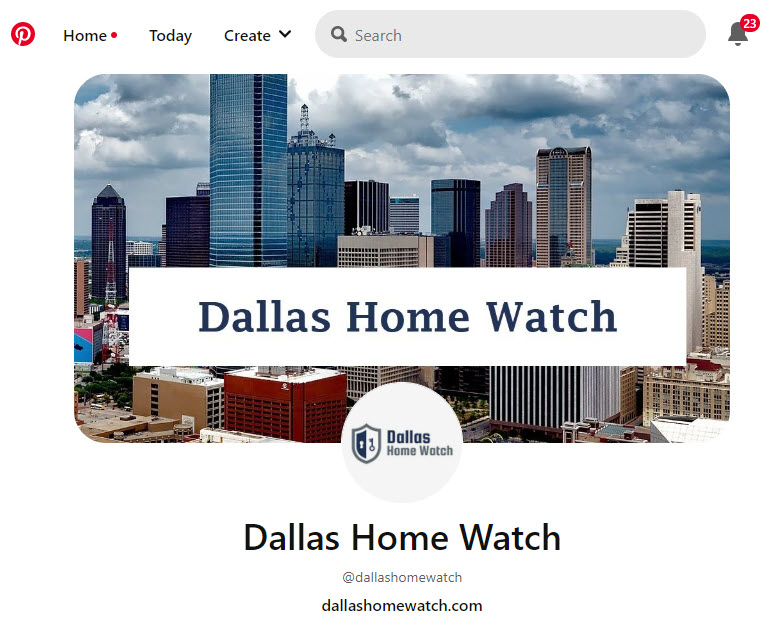 Home Today Create Search 23
Dallas Home Watch
Dallas
Home Watch
Dallas Home Watch
@dallashomewatch
dallashomewatch.com